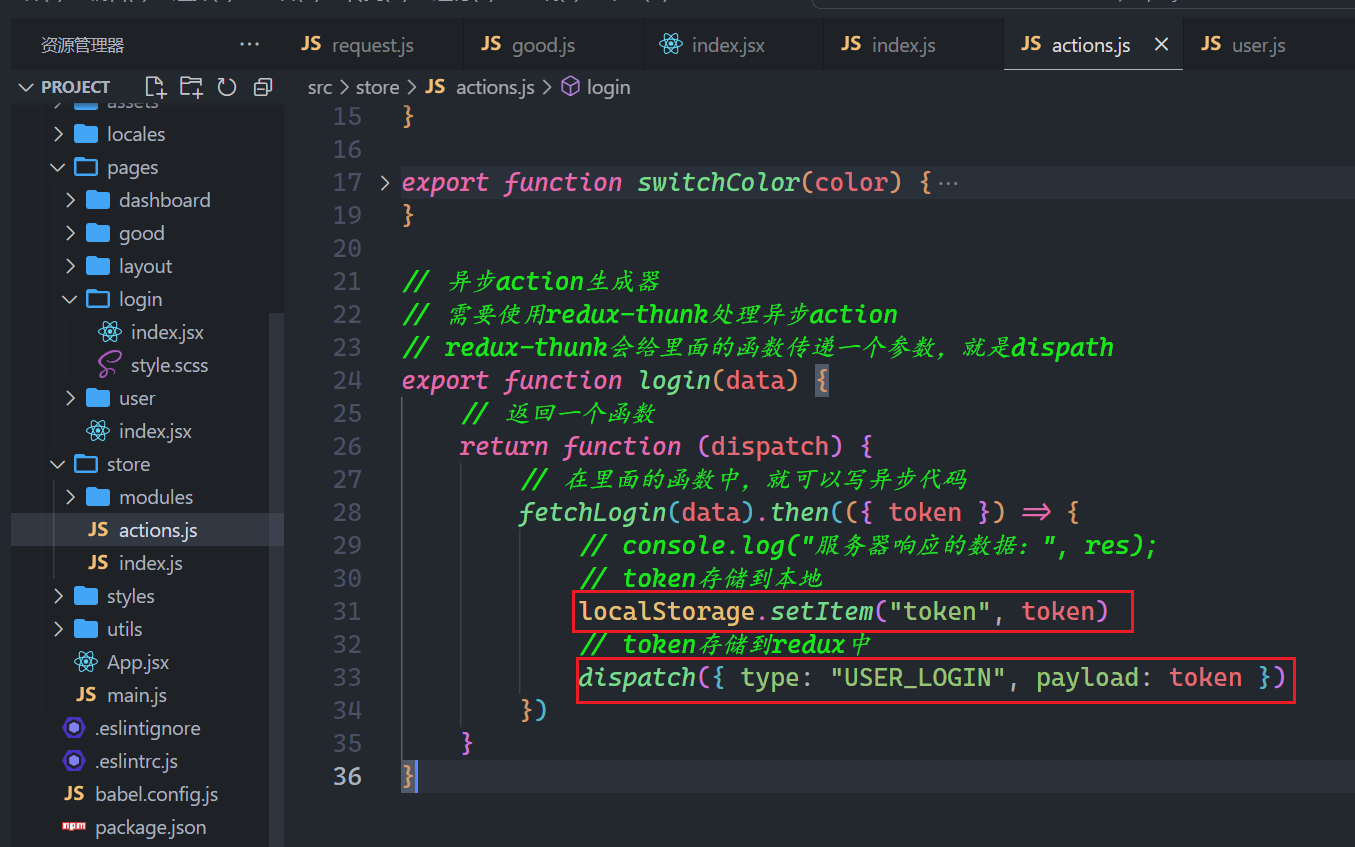 资源管理器 ···
JS request.js
JS good.js
index.jsx
JS index.js
JS actions.js
JS user.js
PROJECT
src > store > JS actions.js > login
assets
locales
pages
dashboard
good
layout
login
index.jsx
style.scss
user
index.jsx
store
modules
JS actions.js
JS index.js
styles
utils
App.jsx
JS main.js
.eslintignore
.eslintrc.js
JS babel.config.js
npm package.json
15 }
16
17 export function switchColor(color) { ···
19 }
20
21 // 异步action生成器
22 // 需要使用redux-thunk处理异步action
23 // redux-thunk会给里面的函数传递一个参数，就是dispath
24 export function login(data) {
25 // 返回一个函数
26 return function (dispatch) {
27 // 在里面的函数中，就可以写异步代码
28 fetchLogin(data).then(({ token }) => {
29 // console.log("服务器响应的数据：", res);
30 // token存储到本地
31 localStorage.setItem("token", token)
32 // token存储到redux中
33 dispatch({ type: "USER_LOGIN", payload: token })
34 })
35 }
36 }